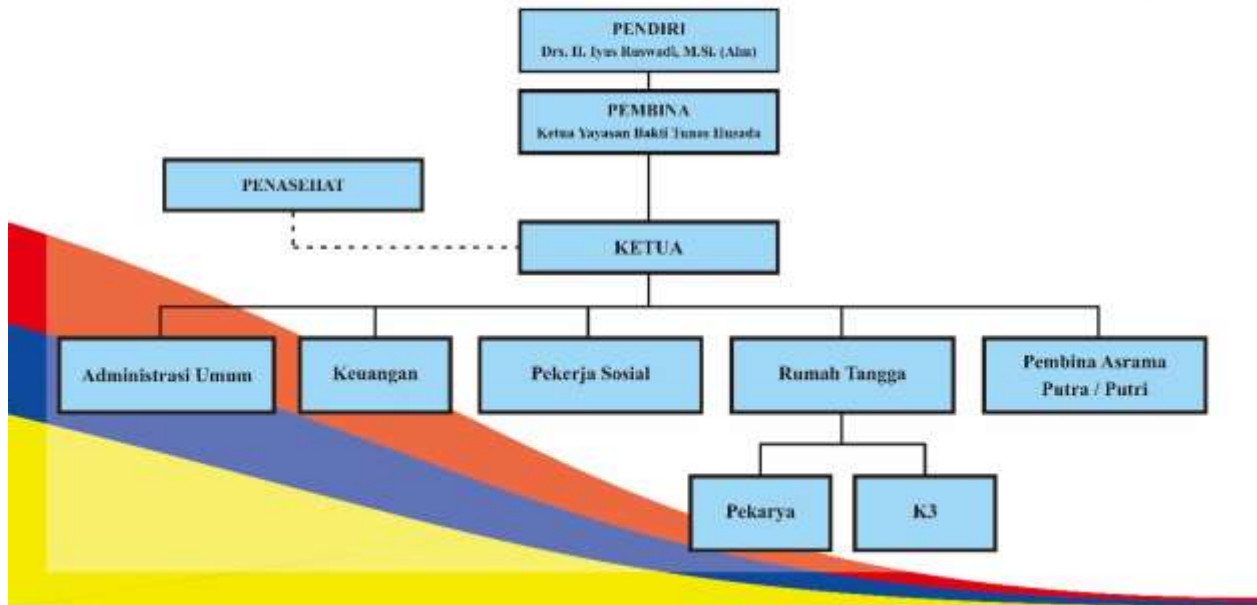 PENDIRI
Drs. H. Iyus Ruswadi, M.Si. (Alm)
PEMBINA
Ketua Yayasan Bakti Tunas Husada
PENASEHAT
KETUA
Administrasi Umum
Keuangan
Pekerja Sosial
Rumah Tangga
Pembina Asrama
Putra / Putri
Pekarya
K3